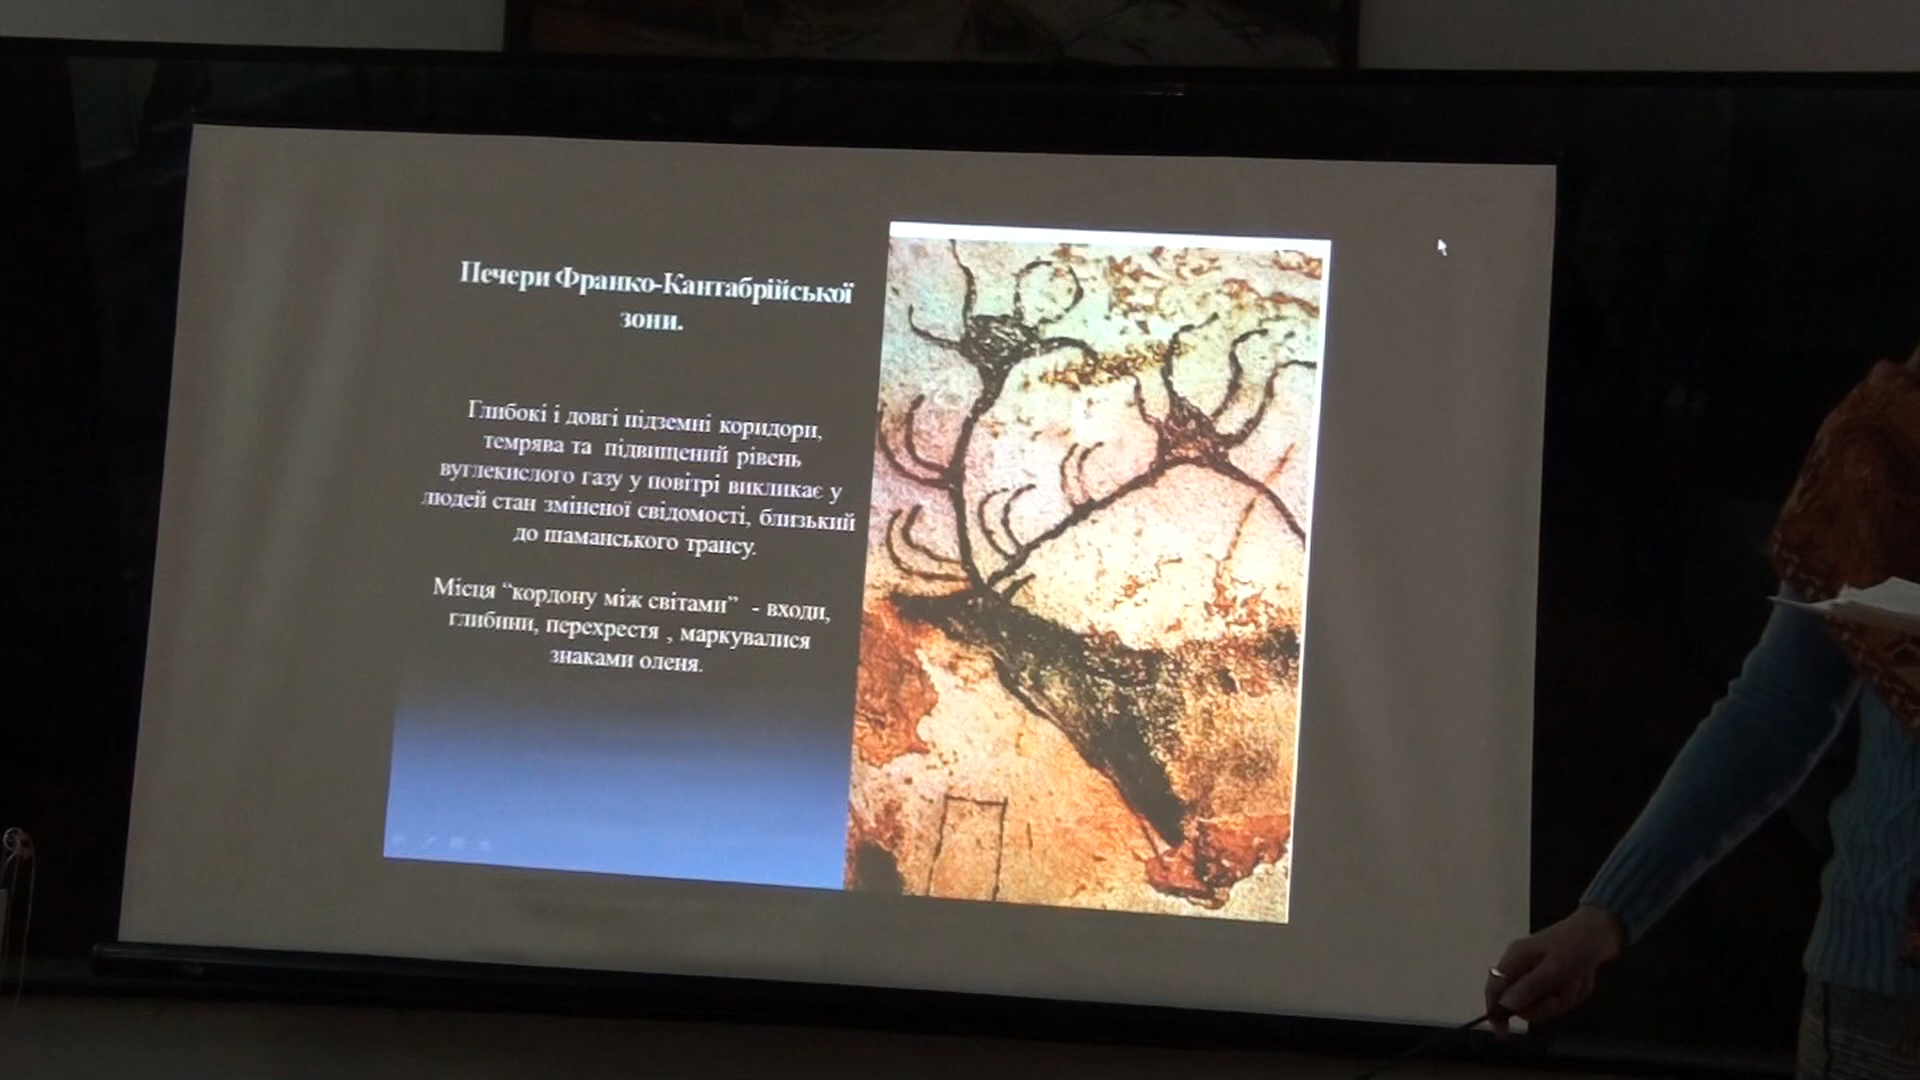 Печери Франко-Кантабрійської
зони.
Глибокі і довгі підземні коридори,
темрява та підвищений рівень
вуглекислого газу у повітрі викликає у
людей стан зміненої свідомості, близький
до шаманського трансу.
Місця “кордону між світами” - входи,
глибини, перехрестя , маркувалися
знаками оленя.